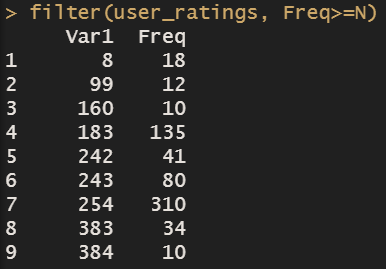 > filter(user_ratings, Freq>=N)
Var1 Freq
1 8 18
2 99 12
3 160 10
4 183 135
5 242 41
6 243 80
7 254 310
8 383 34
9 384 10